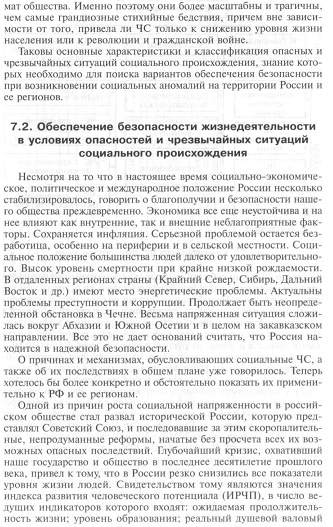 мат общества. Именно поэтому они более масштабны и трагичны,
чем самые грандиозные стихийные бедствия, причем вне зависи-
мости от того, привела ли ЧС только к снижению уровня жизни
населения или к революции и гражданской войне.
Таковы основные характеристики и классификация опасных и
чрезвычайных ситуаций социального происхождения, знание кото-
рых необходимо для поиска вариантов обеспечения безопасности
при возникновении социальных аномалий на территории России и
ее регионов.
7.2. Обеспечение безопасности жизнедеятельности
в условиях опасностей и чрезвычайных ситуаций
социального происхождения
Несмотря на то что в настоящее время социально-экономиче-
ское, политическое и международное положение России несколько
стабилизировалось, говорить о благополучии и безопасности наше-
го общества преждевременно. Экономика все еще неустойчива и на
нее влияют как внутренние, так и внешние неблагоприятные фак-
торы. Сохраняется инфляция. Серьезной проблемой остается без-
работица, особенно на периферии и в сельской местности. Соци-
альное положение большинства людей далеко от удовлетворительно-
го. Высок уровень смертности при крайне низкой рождаемости.
В отдаленных регионах страны (Крайний Север, Сибирь, Дальний
Восток и др.) имеют место энергетические проблемы. Актуальны
проблемы преступности и коррупции. Продолжает быть неопреде-
ленной обстановка в Чечне. Весьма напряженная ситуация сложи-
лась вокруг Абхазии и Южной Осетии и в целом на закавказском
направлении. Все это не дает оснований считать, что Россия на-
ходится в надежной безопасности.
О причинах и механизмах, обусловливающих социальные ЧС, а
также об их последствиях в общем плане уже говорилось. Теперь
хотелось бы более конкретно и обстоятельно показать их примени-
тельно к РФ и ее регионам.
Одной из причин роста социальной напряженности в россий-
ском обществе стал развал исторической России, которую пред-
ставлял Советский Союз, и последовавшие за этим скоропалитель-
ные, непродуманные реформы, начатые без просчета всех их воз-
можных опасных последствий. Глубочайший кризис, охвативший
наше государство и общество в последнее десятилетие прошлого
века, привел к тому, что в России резко снизились все показатели
уровня жизни людей. Свидетельством тому являются значения
индекса развития человеческого потенциала (ИРЧП), в число ве-
дущих индикаторов которого входят: ожидаемая продолжитель-
ность жизни; уровень образования; реальный душевой валовый